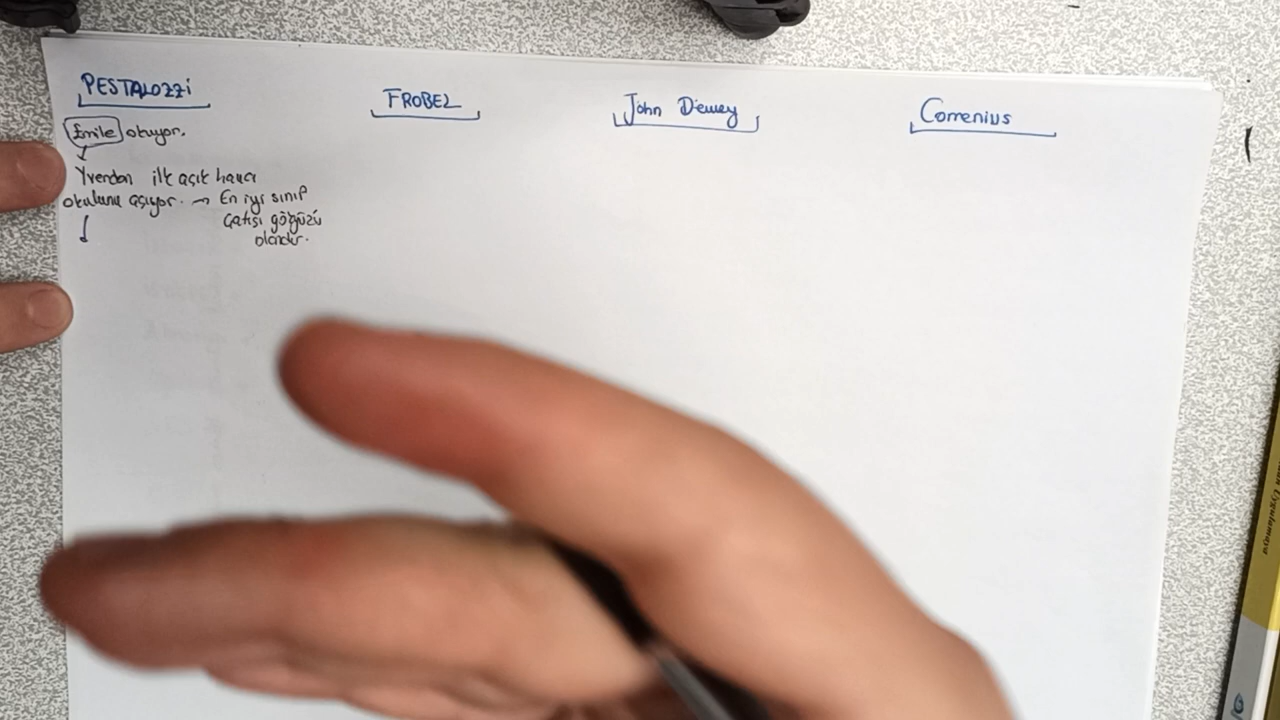 PESTALOZZİ
Emile okuyor.
Yverdon ilk açık hava
okulunu açıyor. → En iyi sınıf
çatısı gökyüzü
olandır.
FROBEL
John Dewey
Comenius